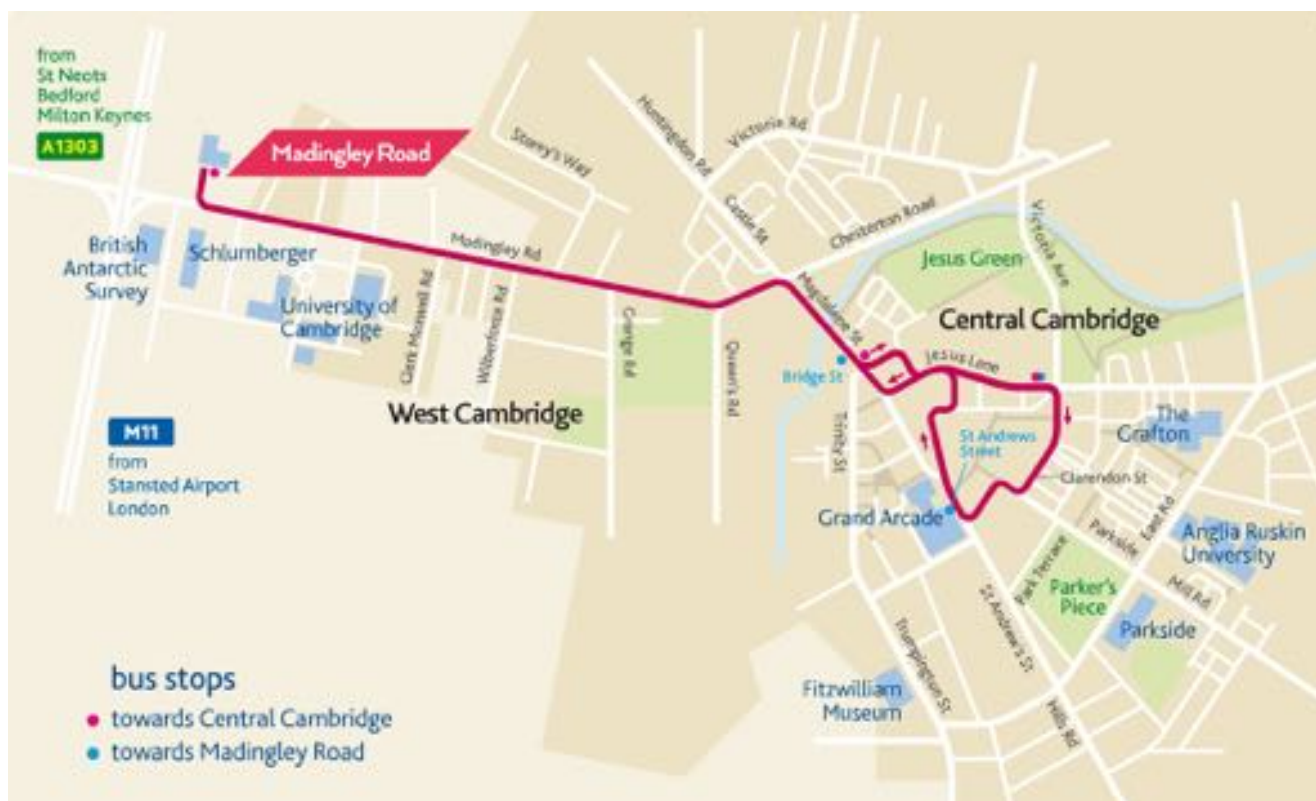 from
St Neots
Bedford
Milton Keynes
A1303
Madingley Road
British
Antarctic
Survey
Schlumberger
University of
Cambridge
Madingley Rd
Clerk Maxwell Rd
Wilberforce Rd
Grange Rd
Queen's Rd
Storey's Way
Huntingdon Rd
Victoria Rd
Castle St
Chesterton Road
Victoria Ave
Jesus Green
Magdalene St
Central Cambridge
Bridge St
Jesus Lane
West Cambridge
M11
from
Stansted Airport
London
Trinity St
St Andrews
Street
The
Grafton
Clarendon St
Grand Arcade
Parkside
East Rd
Anglia Ruskin
University
Park Terrace
Parker's
Piece
Mill Rd
Parkside
St Andrew's St
Trumpington St
Fitzwilliam
Museum
Hills Rd
bus stops
towards Central Cambridge
towards Madingley Road